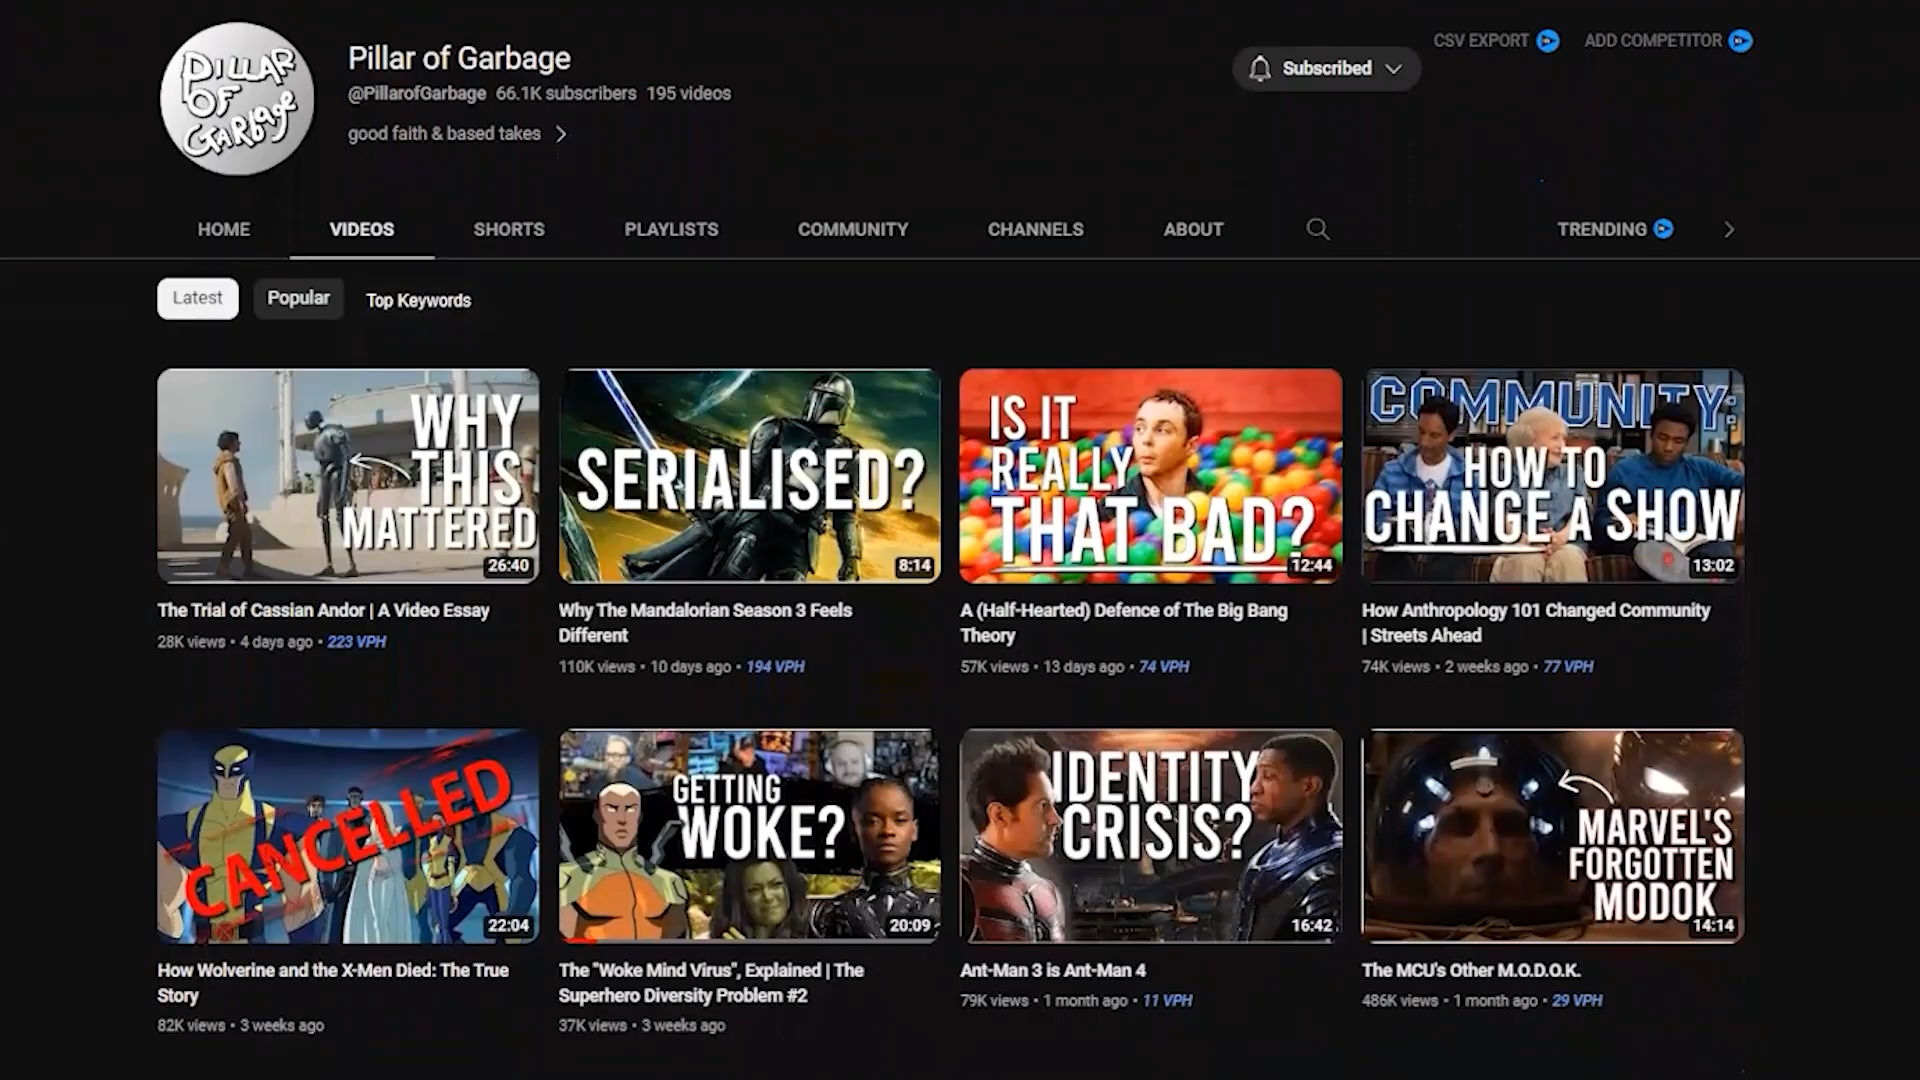 PILLAR
OF
GARBage
Pillar of Garbage
@PillarofGarbage 66.1K subscribers 195 videos
good faith & based takes
Subscribed
CSV EXPORT
ADD COMPETITOR
HOME VIDEOS SHORTS PLAYLISTS COMMUNITY CHANNELS ABOUT TRENDING
Latest Popular Top Keywords
WHY
THIS
MATTERED
26:40
SERIALISED?
8:14
IS IT
REALLY
THAT BAD?
12:44
COMMUNITY:
HOW TO
CHANGE A SHOW
13:02
The Trial of Cassian Andor | A Video Essay
28K views • 4 days ago • 223 VPH
Why The Mandalorian Season 3 Feels
Different
110K views • 10 days ago • 194 VPH
A (Half-Hearted) Defence of The Big Bang
Theory
57K views • 13 days ago • 74 VPH
How Anthropology 101 Changed Community
| Streets Ahead
74K views • 2 weeks ago • 77 VPH
CANCELLED
22:04
GETTING
WOKE?
20:09
IDENTITY
CRISIS?
16:42
MARVEL'S
FORGOTTEN
MODOK
14:14
How Wolverine and the X-Men Died: The True
Story
82K views • 3 weeks ago
The "Woke Mind Virus", Explained | The
Superhero Diversity Problem #2
37K views • 3 weeks ago
Ant-Man 3 is Ant-Man 4
79K views • 1 month ago • 11 VPH
The MCU's Other M.O.D.O.K.
486K views • 1 month ago • 29 VPH